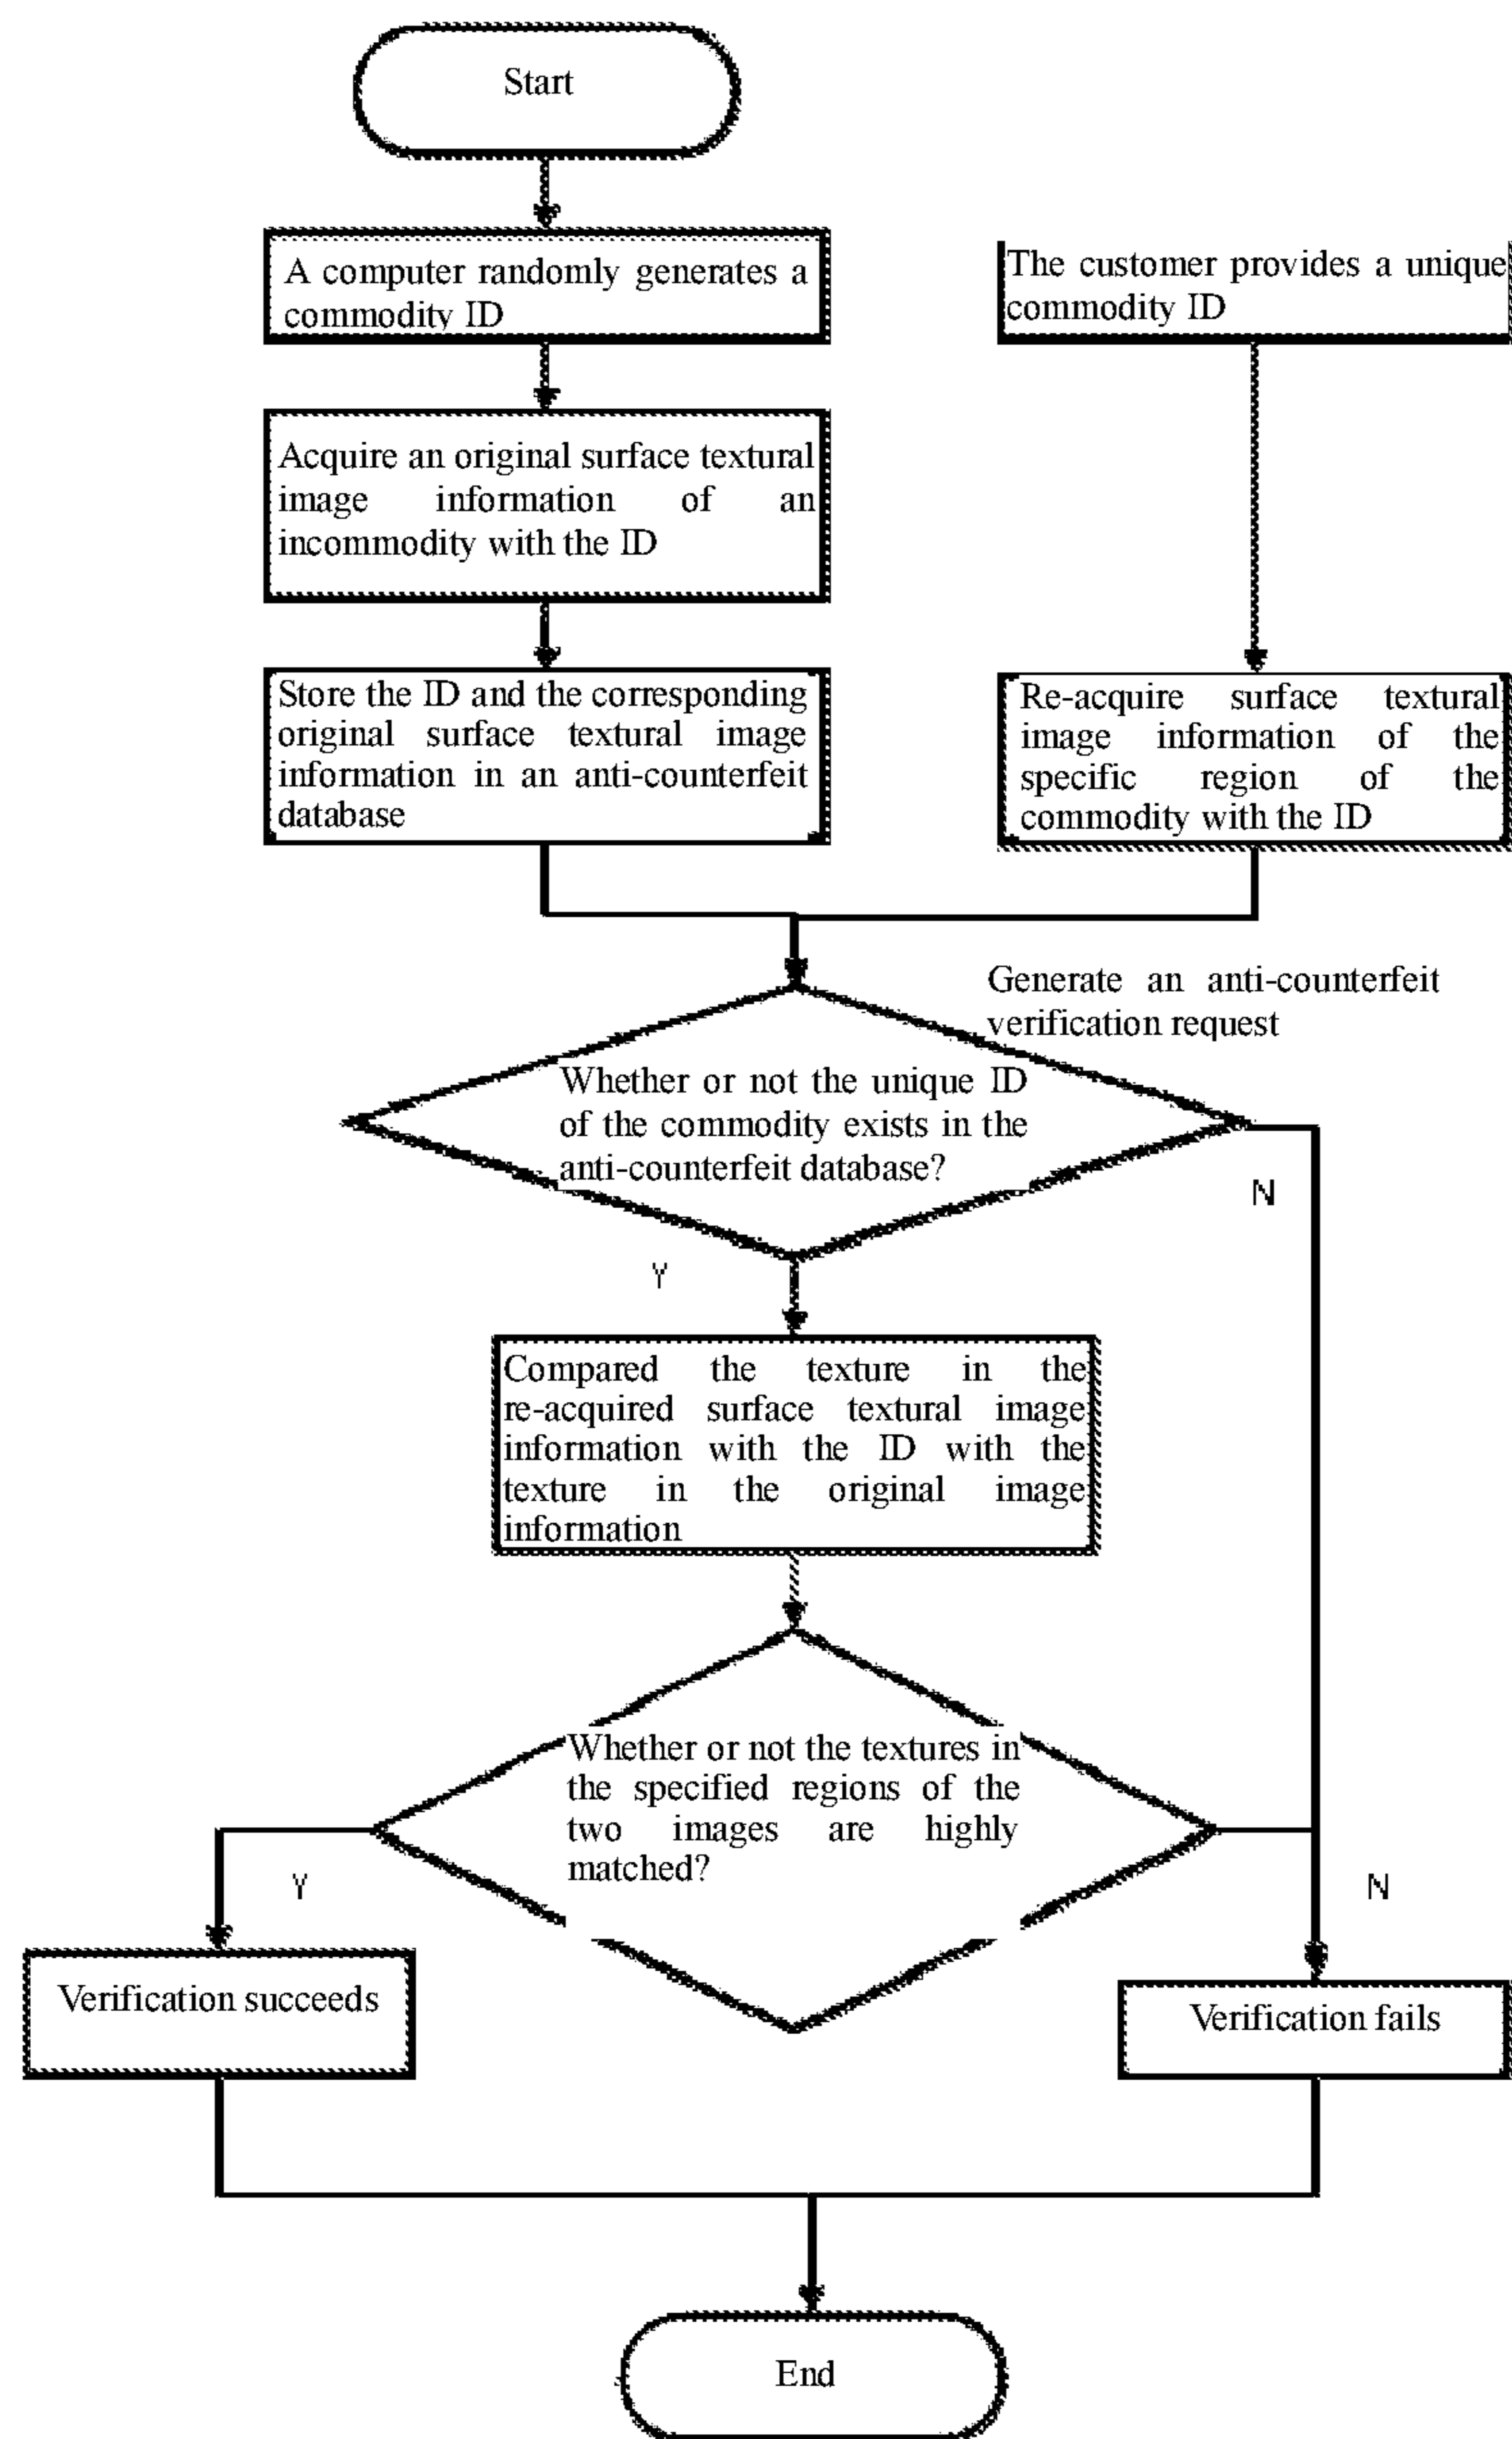 Start
A computer randomly generates a
commodity ID
The customer provides a unique
commodity ID
Acquire an original surface textural
image information of an
incommodity with the ID
Store the ID and the corresponding
original surface textural image
information in an anti-counterfeit
database
Re-acquire surface textural
image information of the
specific region of the
commodity with the ID
Generate an anti-counterfeit
verification request
Whether or not the unique ID
of the commodity exists in the
anti-counterfeit database?
N
Y
Compared the texture in the
re-acquired surface textural image
information with the ID with the
texture in the original image
information
Whether or not the textures in
the specified regions of the
two images are highly
matched?
Y
N
Verification succeeds
Verification fails
End